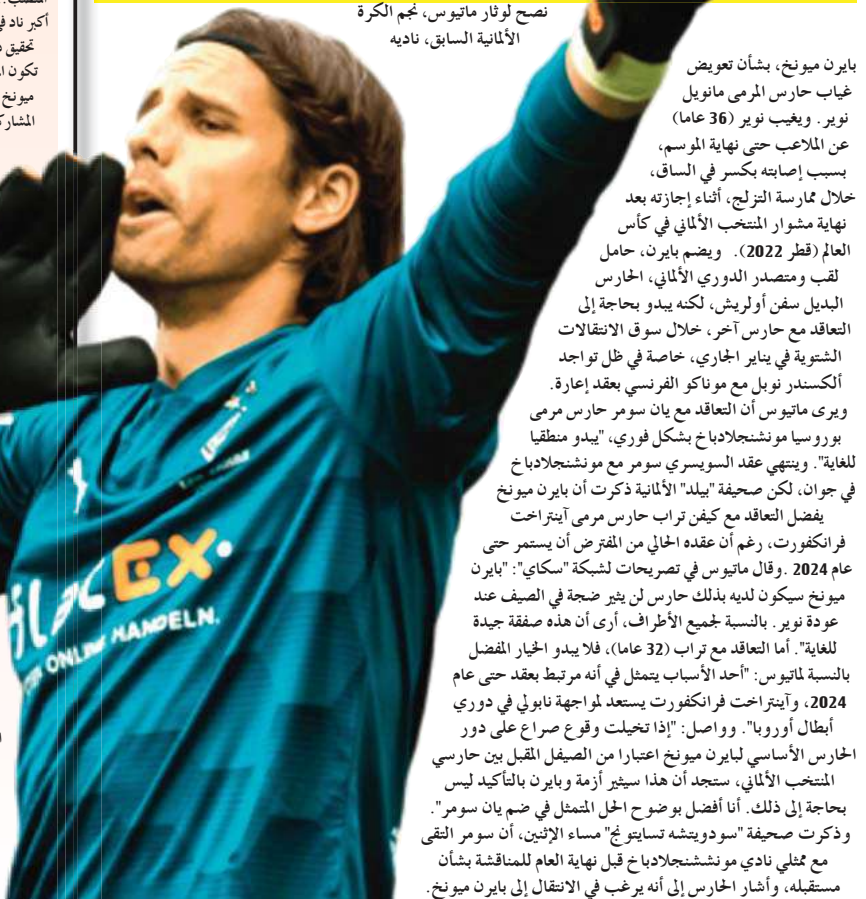 نصح لوثار ماتيوس، نجم الكرة
الألمانية السابق، ناديه
بايرن ميونخ، بشأن تعويض
غياب حارس المرمى مانويل
نوير. ويغيب نوير (36 عاما)
عن الملاعب حتى نهاية الموسم،
بسبب إصابته بكسر في الساق،
خلال ممارسة التزلج، أثناء إجازته بعد
نهاية مشوار المنتخب الألماني في كأس
العالم (قطر 2022). ويضم بايرن، حامل
لقب ومتصدر الدوري الألماني، الحارس
البديل سفن أولريش، لكنه يبدو بحاجة إلى
التعاقد مع حارس آخر، خلال سوق الانتقالات
الشتوية في يناير الجاري، خاصة في ظل تواجد
ألكسندر نوبل مع موناكو الفرنسي بعقد إعارة.
ويرى ماتيوس أن التعاقد مع يان سومر حارس مرمى
بوروسيا مونشنجلادباخ بشكل فوري، "يبدو منطقيا
للغاية". وينتهي عقد السويسري سومر مع مونشنجلادباخ
في جوان، لكن صحيفة "بيلد" الألمانية ذكرت أن بايرن ميونخ
يفضل التعاقد مع كيفن تراب حارس مرمى آينتراخت
فرانكفورت، رغم أن عقده الحالي من المفترض أن يستمر حتى
عام 2024 .وقال ماتيوس في تصريحات لشبكة "سكاي": "بايرن
ميونخ سيكون لديه بذلك حارس لن يثير ضجة في الصيف عند
عودة نوير. بالنسبة لجميع الأطراف، أرى أن هذه صفقة جيدة
للغاية". أما التعاقد مع تراب (32 عاما)، فلا يبدو الخيار المفضل
بالنسبة لماتيوس: "أحد الأسباب يتمثل في أنه مرتبط بعقد حتى عام
2024، وآينتراخت فرانكفورت يستعد لمواجهة نابولي في دوري
أبطال أوروبا". وواصل: "إذا تخيلت وقوع صراع على دور
الحارس الأساسي لبايرن ميونخ اعتبارا من الصيفل المقبل بين حارسي
المنتخب الألماني، ستجد أن هذا سيثير أزمة وبايرن بالتأكيد ليس
بحاجة إلى ذلك. أنا أفضل بوضوح الحل المتمثل في ضم يان سومر".
وذكرت صحيفة "سودويتشه تسايتونج" مساء الإثنين، أن سومر التقى
مع ممثلي نادي مونششنجلادباخ قبل نهاية العام للمناقشة بشأن
مستقبله، وأشار الحارس إلى أنه يرغب في الانتقال إلى بايرن ميونخ.
أكبر ناد في
تحقيق
تكون
ميونخ
المشارك
ONLINE HANDELN.